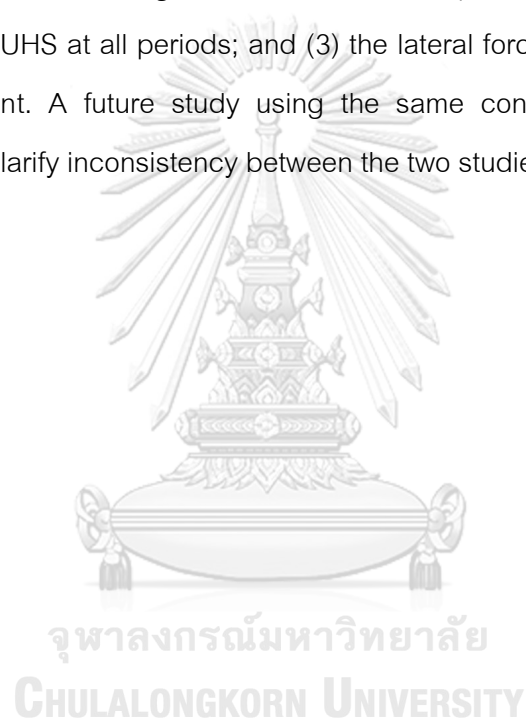 UHS at all periods; and (3) the lateral forc
nt. A future study using the same con
larify inconsistency between the two studie
จุฬาลงกรณ์มหาวิทยาลัย
CHULALONGKORN UNIVERSITY